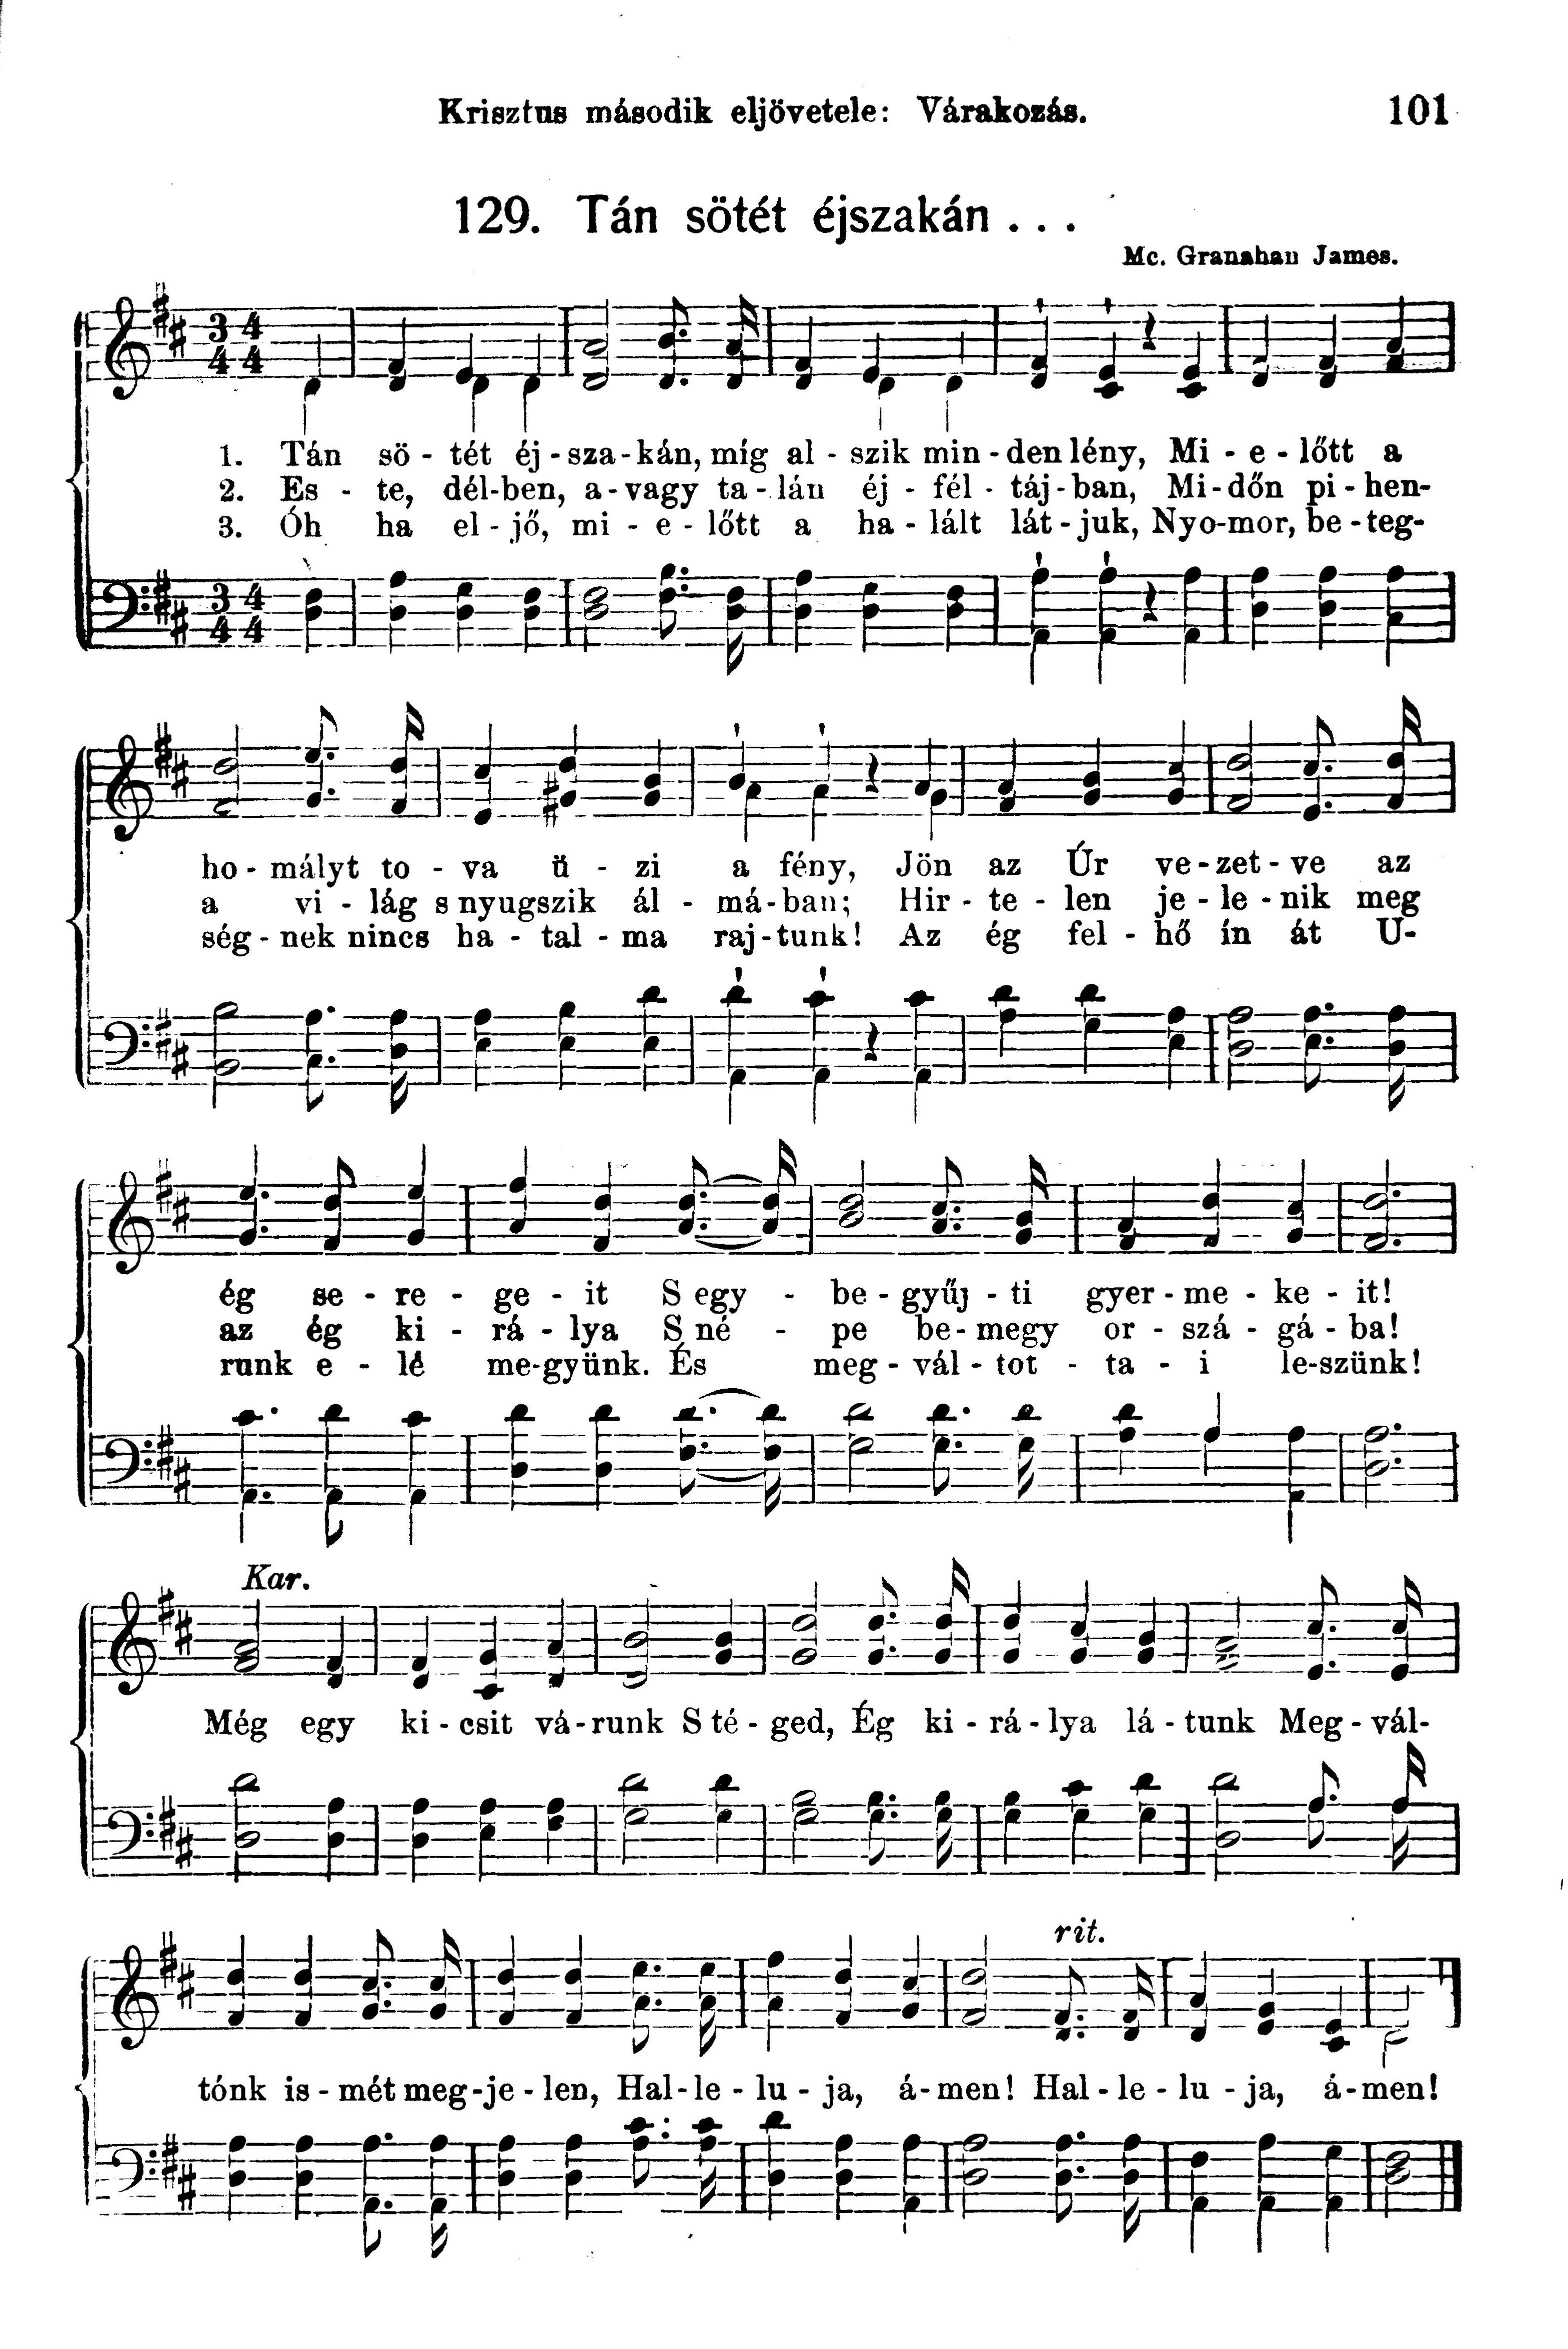 Krisztus második eljövetele: Várakozás. 101
129. Tán sötét éjszakán . . .
Mc. Granahan James.
1. Tán sö - tét éj - sza - kán, míg al - szik min - den lény, Mi - e - lőtt a
2. Es - te, dél - ben, a - vagy ta - lán éj - fél - táj - ban, Mi - dőn pi - hen-
3. Óh ha el - jő, mi - e - lőtt a ha - lált lát - juk, Nyo - mor, be - teg-
ho - mályt to - va ű - zi a fény, Jön az Úr ve - zet - ve az
a vi - lág s nyugszik ál - má - ban; Hir - te - len je - le - nik meg
ség - nek nincs ha - tal - ma raj - tunk! Az ég fel - hő ín át U-
ég se - re - ge - it S egy - be - gyűj - ti gyer - me - ke - it!
az ég ki - rá - lya S né - pe be - megy or - szá - gá - ba!
runk e - lé me - gyünk. És meg - vál - tot - ta - i le - szünk!
Kar.
Még egy ki - csit vá - runk S té - ged, Ég ki - rá - lya lá - tunk Meg - vál-
rit.
tónk is - mét meg - je - len, Hal - le - lu - ja, á - men! Hal - le - lu - ja, á - men!